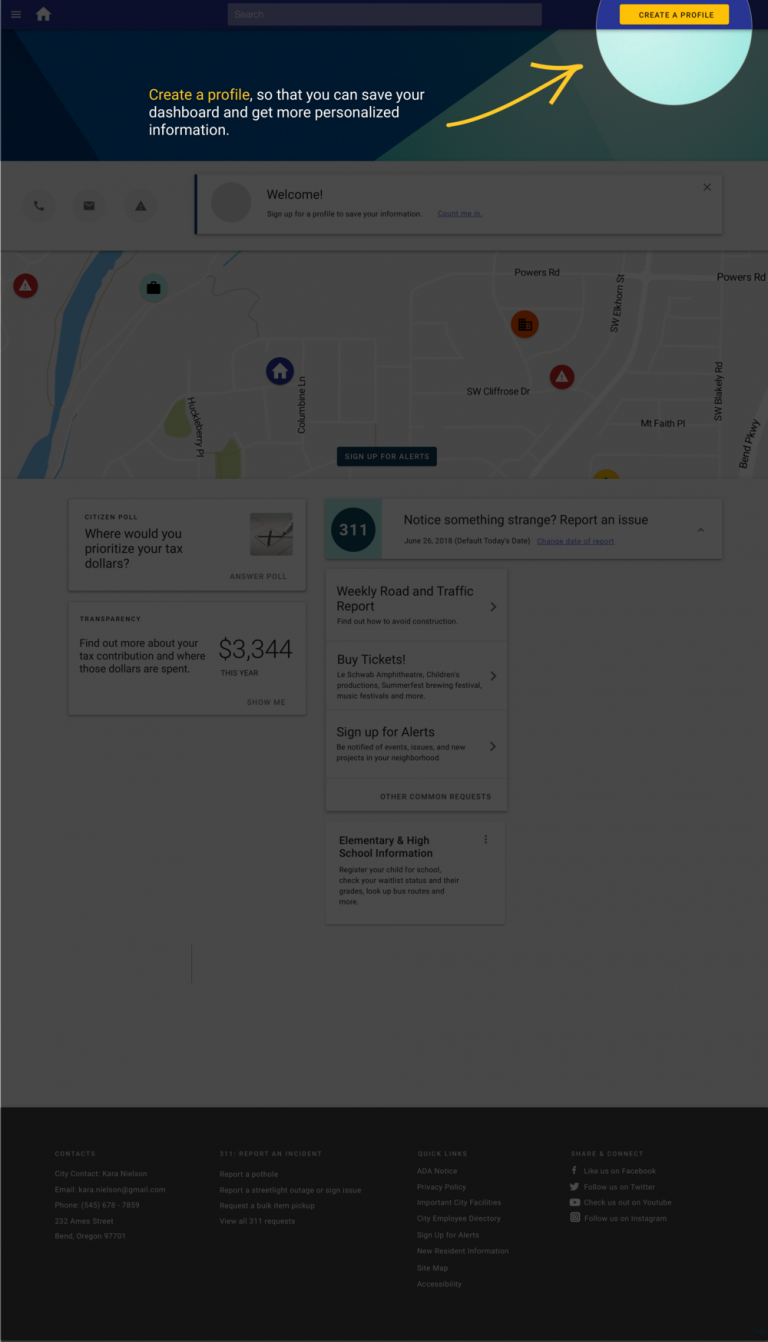 Search
CREATE A PROFILE
Create a profile, so that you can save your
dashboard and get more personalized
information.
Welcome!
Sign up for a profile to save your information. Count me in.
Powers Rd
Powers Rd
SW Elkhorn St
SW Cliffrose Dr
Columbine Ln
Huckleberry Pl
SW Blakely Rd
Mt Faith Pl
Bend Pkwy
SIGN UP FOR ALERTS
CITIZEN POLL
Where would you
prioritize your tax
dollars?
ANSWER POLL
TRANSPARENCY
Find out more about your
tax contribution and where
those dollars are spent.
$3,344
THIS YEAR
SHOW ME
311
Notice something strange? Report an issue
June 26, 2018 (Default Today's Date) Change date of report
Weekly Road and Traffic
Report
Find out how to avoid construction.
Buy Tickets!
Le Schwab Amphitheatre, Children's
productions, Summerfest brewing festival,
music festivals and more.
Sign up for Alerts
Be notified of events, issues, and new
projects in your neighborhood.
OTHER COMMON REQUESTS
Elementary & High
School Information
Register your child for school,
check your waitlist status and their
grades, look up bus routes and
more.
CONTACTS
City Contact: Kara Nielson
Email: kara.nielson@gmail.com
Phone: (545) 678 - 7859
232 Ames Street
Bend, Oregon 97701
311: REPORT AN INCIDENT
Report a pothole
Report a streetlight outage or sign issue
Request a bulk item pickup
View all 311 requests
QUICK LINKS
ADA Notice
Privacy Policy
Important City Facilities
City Employee Directory
Sign Up for Alerts
New Resident Information
Site Map
Accessibility
SHARE & CONNECT
Like us on Facebook
Follow us on Twitter
Check us out on Youtube
Follow us on Instagram